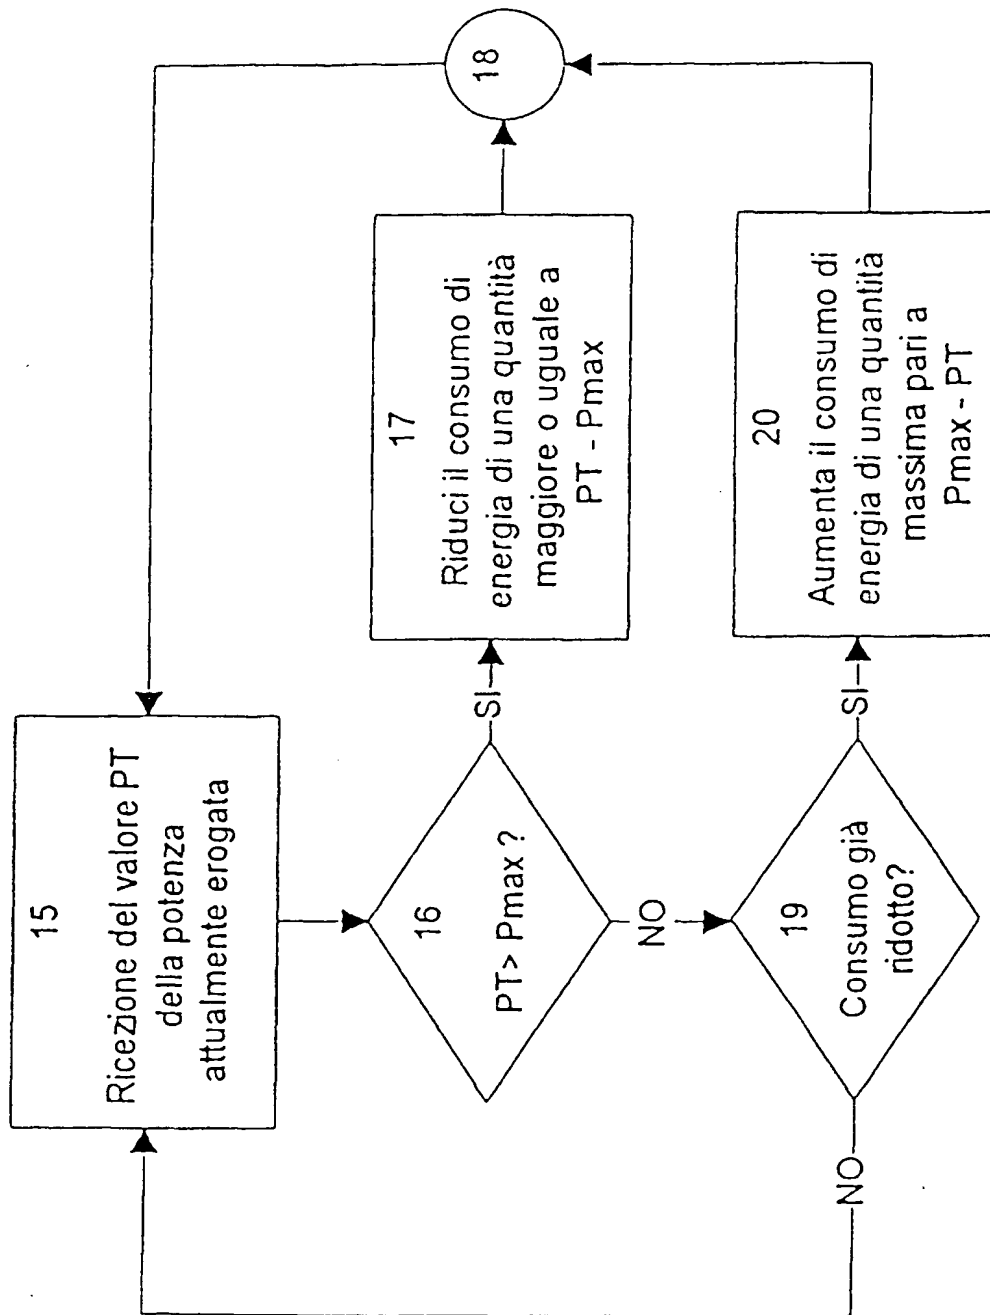 15
Ricezione del valore PT
della potenza
attualmente erogata
16
PT> Pmax ?
SI
17
Riduci il consumo di
energia di una quantità
maggiore o uguale a
PT - Pmax
18
NO
19
Consumo già
ridotto?
SI
20
Aumenta il consumo di
energia di una quantità
massima pari a
Pmax - PT
NO